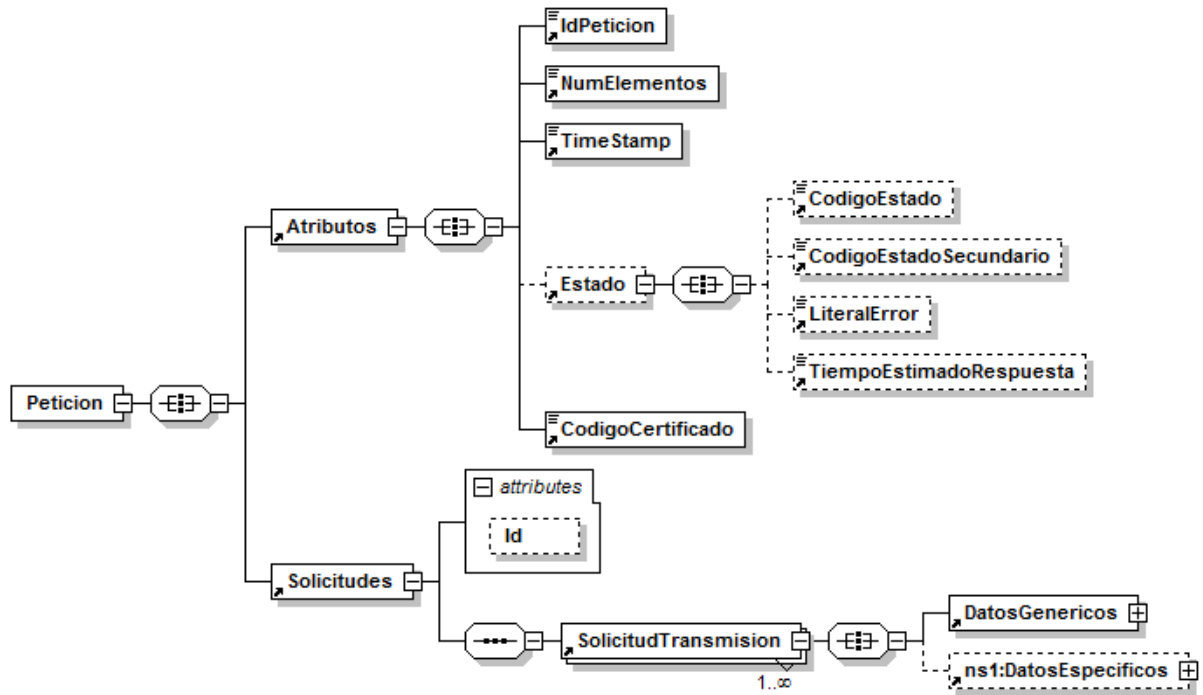 IdPeticion
NumElementos
TimeStamp
CodigoEstado
Atributos
CodigoEstadoSecundario
Estado
LiteralError
TiempoEstimadoRespuesta
Peticion
CodigoCertificado
attributes
Id
Solicitudes
DatosGenericos
SolicitudTransmision
ns1:DatosEspecificos
1..∞